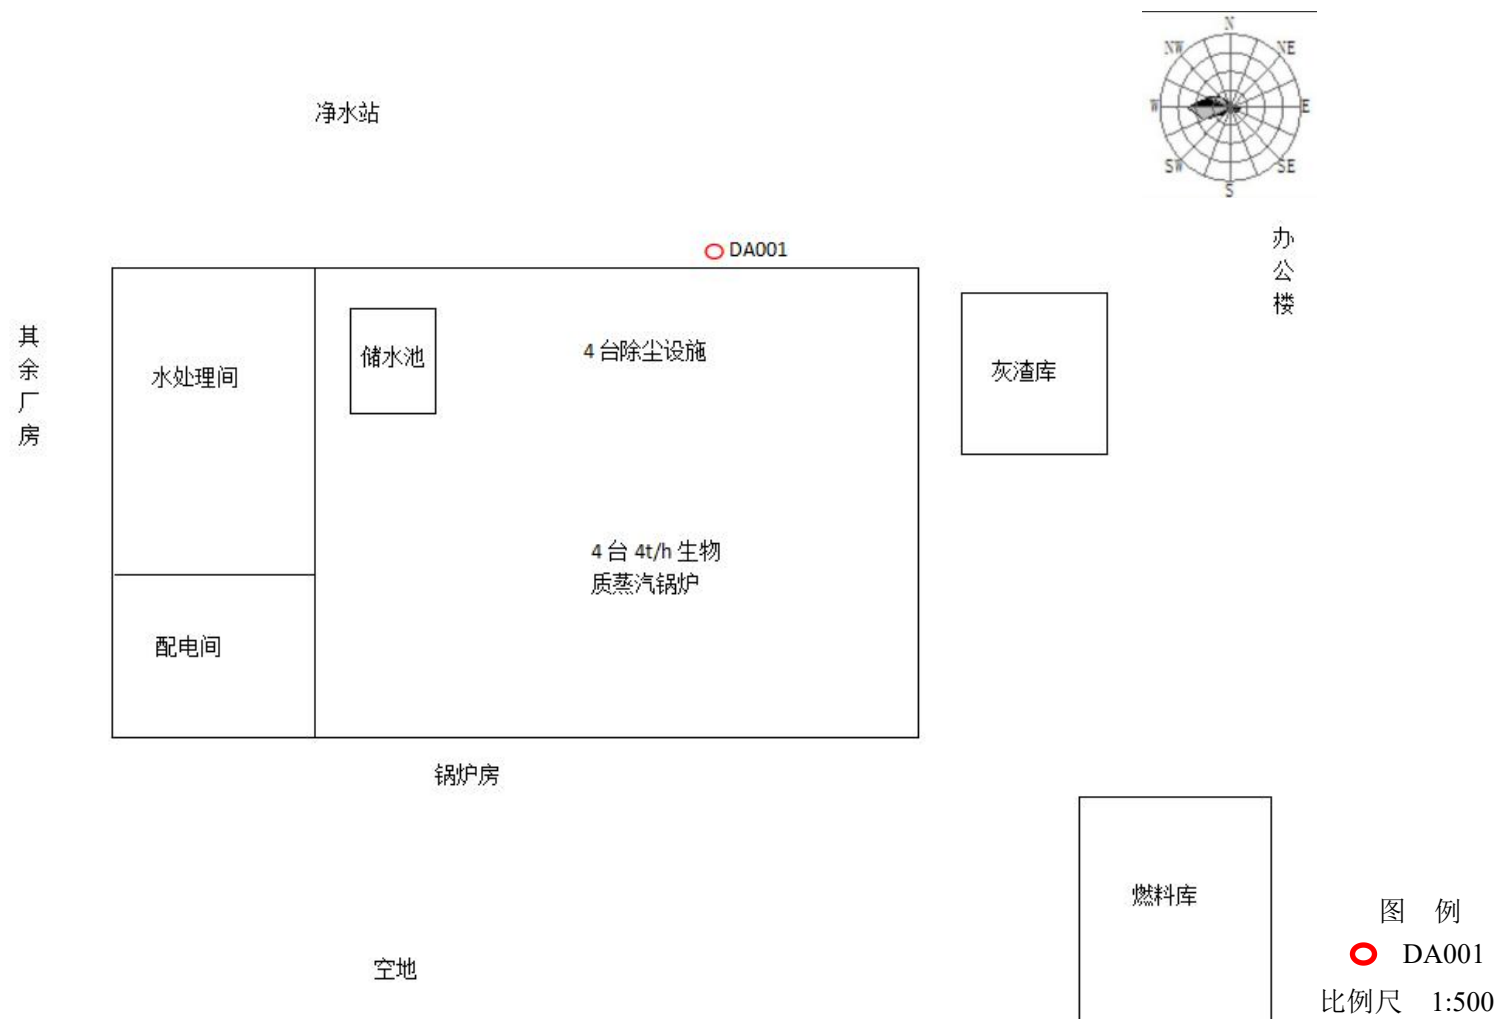 N
NW
NE
W
E
SW
SE
S
净水站
办公楼
DA001
其余厂房
水处理间
储水池
4 台除尘设施
灰渣库
4 台 4t/h 生物
质蒸汽锅炉
配电间
锅炉房
燃料库
空地
图 例
DA001
比例尺 1:500